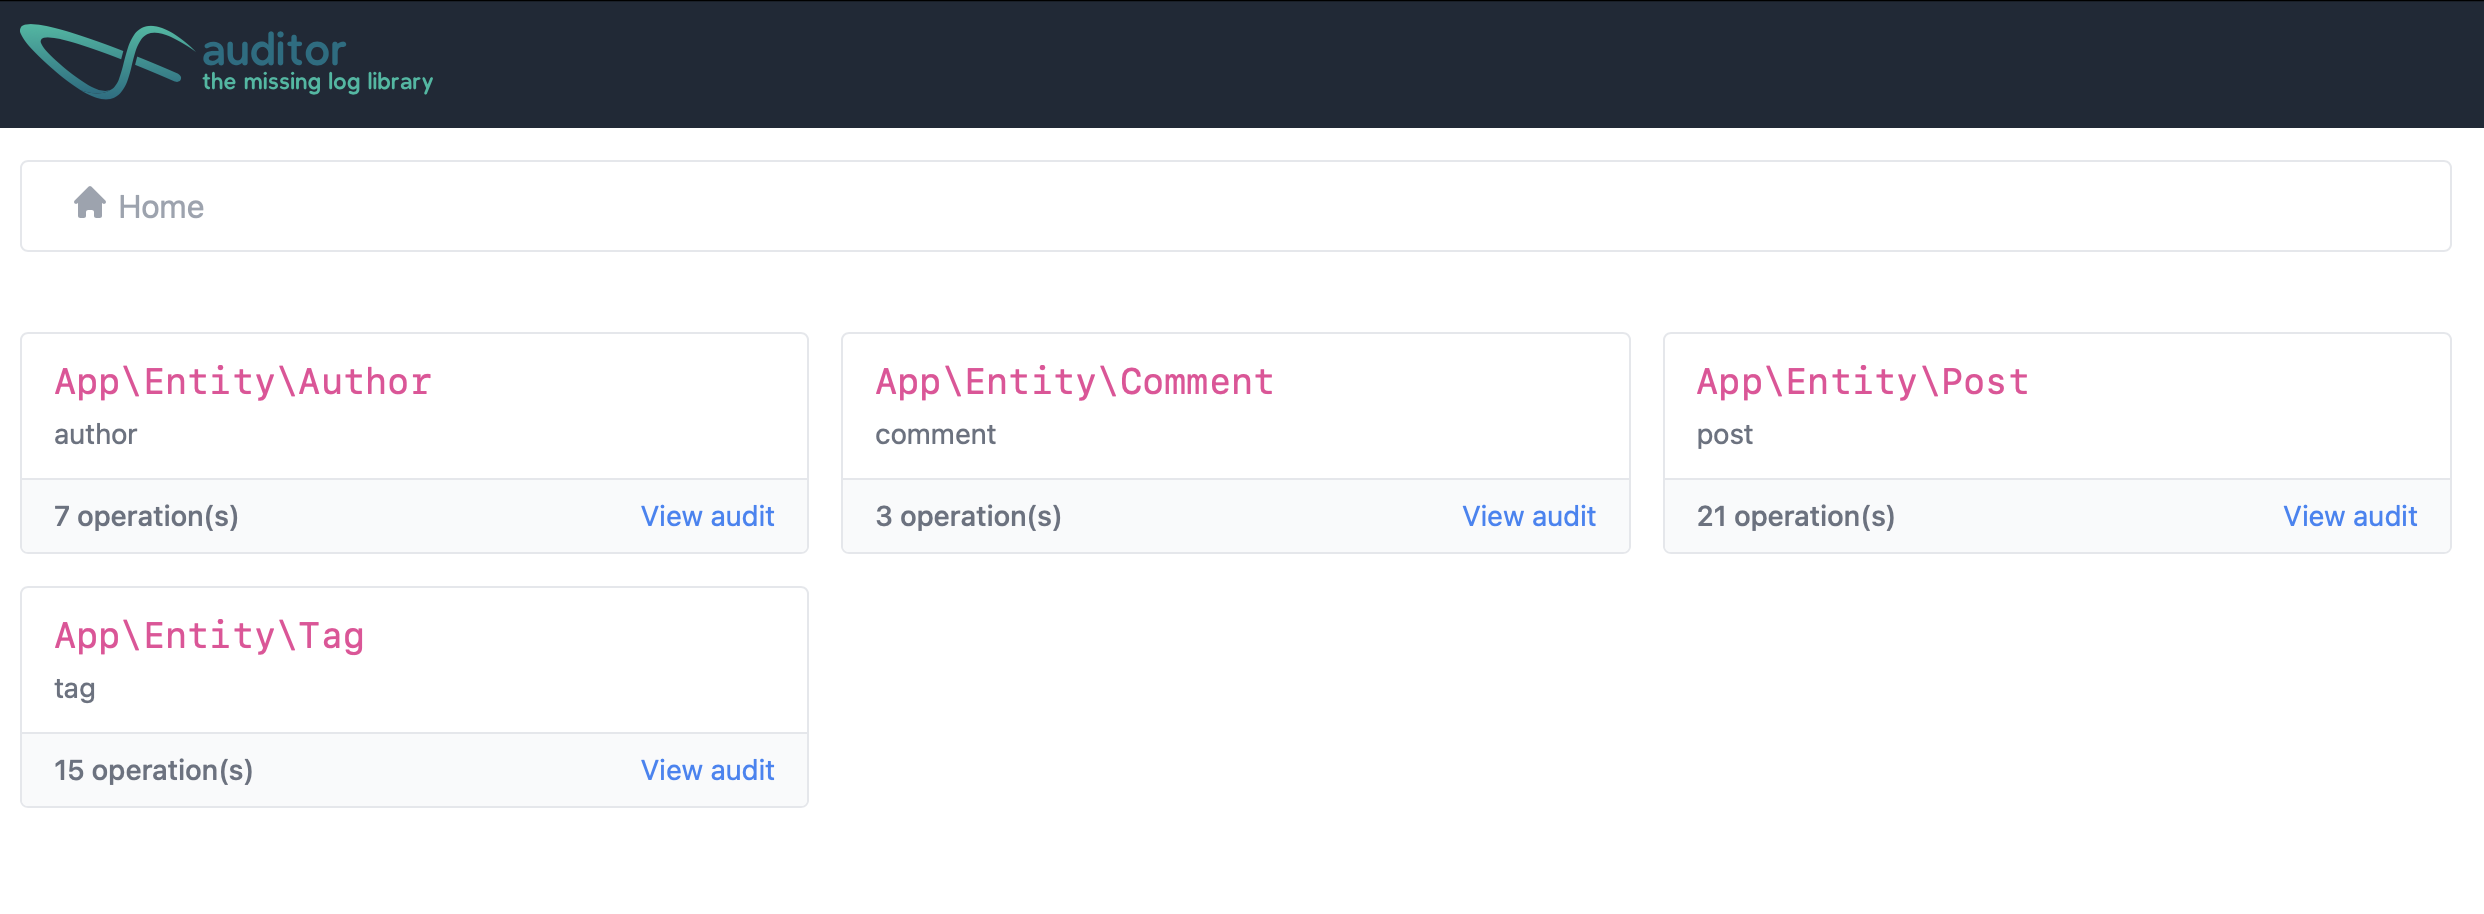 auditor
the missing log library
Home
App\Entity\Author
author
7 operation(s) View audit
App\Entity\Comment
comment
3 operation(s) View audit
App\Entity\Post
post
21 operation(s) View audit
App\Entity\Tag
tag
15 operation(s) View audit